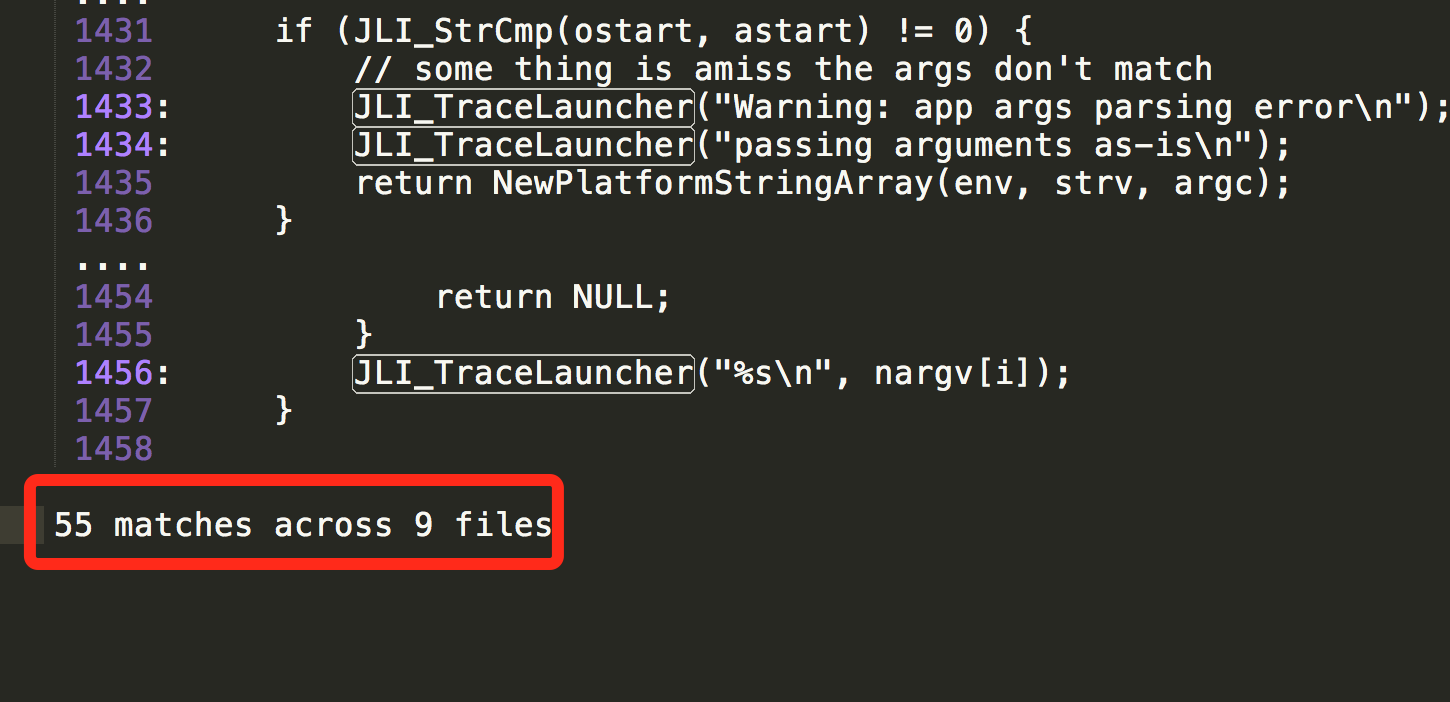 ....
1431 if (JLI_StrCmp(ostart, astart) != 0) {
1432 // some thing is amiss the args don't match
1433: JLI_TraceLauncher("Warning: app args parsing error\n");
1434: JLI_TraceLauncher("passing arguments as-is\n");
1435 return NewPlatformStringArray(env, strv, argc);
1436 }
....
1454 return NULL;
1455 }
1456: JLI_TraceLauncher("%s\n", nargv[i]);
1457 }
1458
55 matches across 9 files